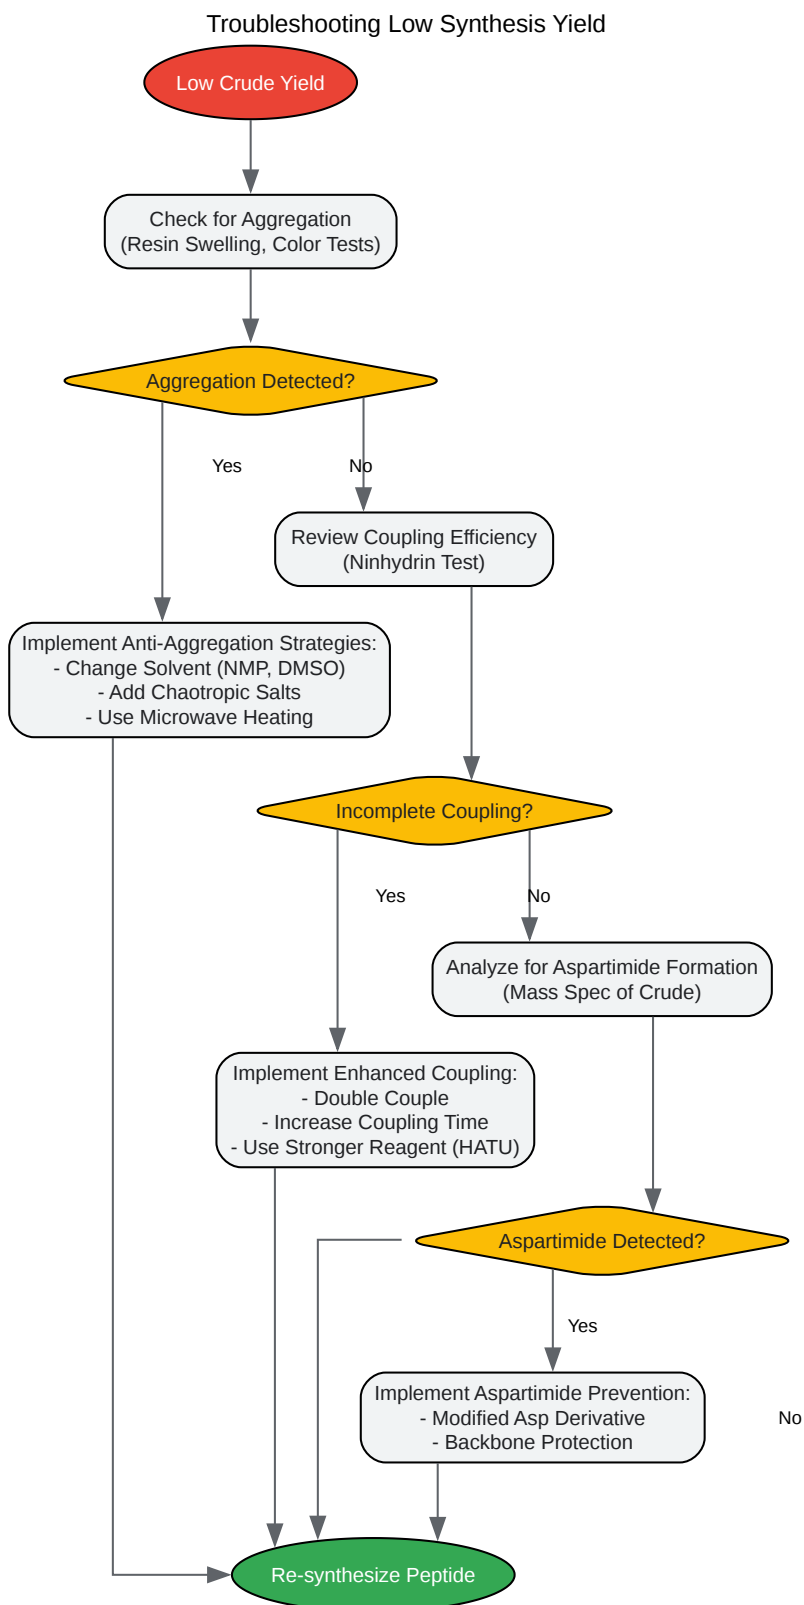 Troubleshooting Low Synthesis Yield
Low Crude Yield
Check for Aggregation
(Resin Swelling, Color Tests)
Aggregation Detected?
Yes
No
Review Coupling Efficiency
(Ninhydrin Test)
Implement Anti-Aggregation Strategies:
- Change Solvent (NMP, DMSO)
- Add Chaotropic Salts
- Use Microwave Heating
Incomplete Coupling?
Yes
No
Analyze for Aspartimide Formation
(Mass Spec of Crude)
Implement Enhanced Coupling:
- Double Couple
- Increase Coupling Time
- Use Stronger Reagent (HATU)
Aspartimide Detected?
Yes
Implement Aspartimide Prevention:
- Modified Asp Derivative
- Backbone Protection
No
Re-synthesize Peptide